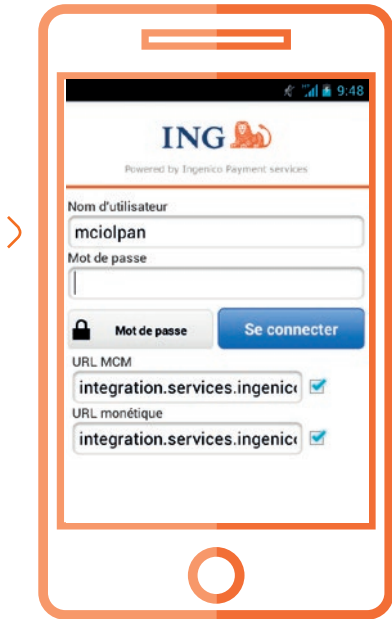 9:48
ING
Powered by Ingenico Payment services
Nom d'utilisateur
mciolpan
Mot de passe
Mot de passe Se connecter
URL MCM
integration.services.ingenic
URL monétique
integration.services.ingenic